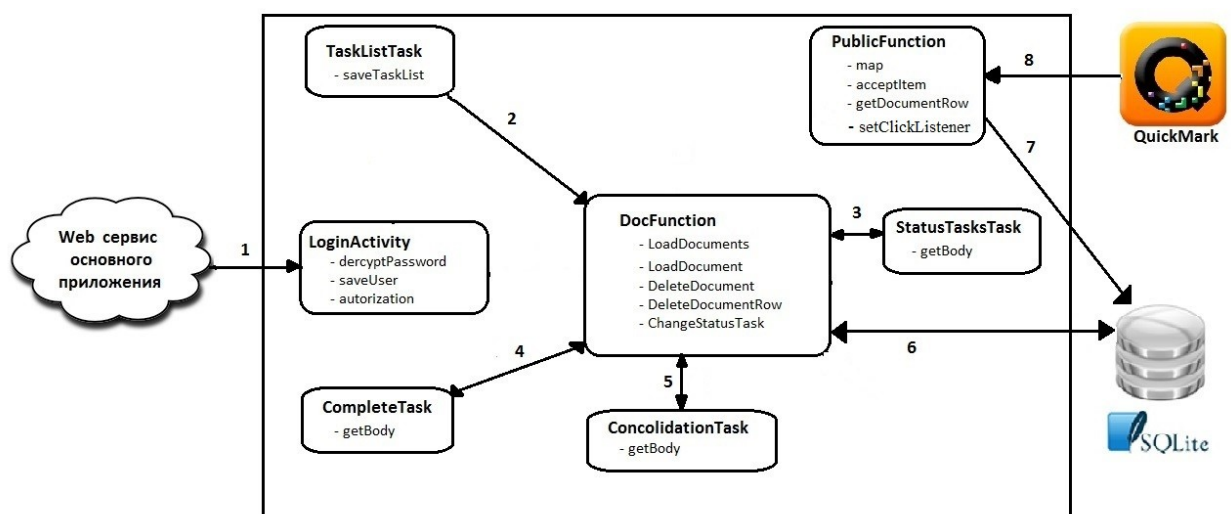 TaskListTask
- saveTaskList
PublicFunction
- map
- acceptItem
- getDocumentRow
- setClickListener
8
QuickMark
2
7
Web сервис
основного
приложения
1
LoginActivity
- dercyptPassword
- saveUser
- autorization
DocFunction
- LoadDocuments
- LoadDocument
- DeleteDocument
- DeleteDocumentRow
- ChangeStatusTask
3
StatusTasksTask
- getBody
6
4
5
CompleteTask
- getBody
ConcolidationTask
- getBody
SQLite